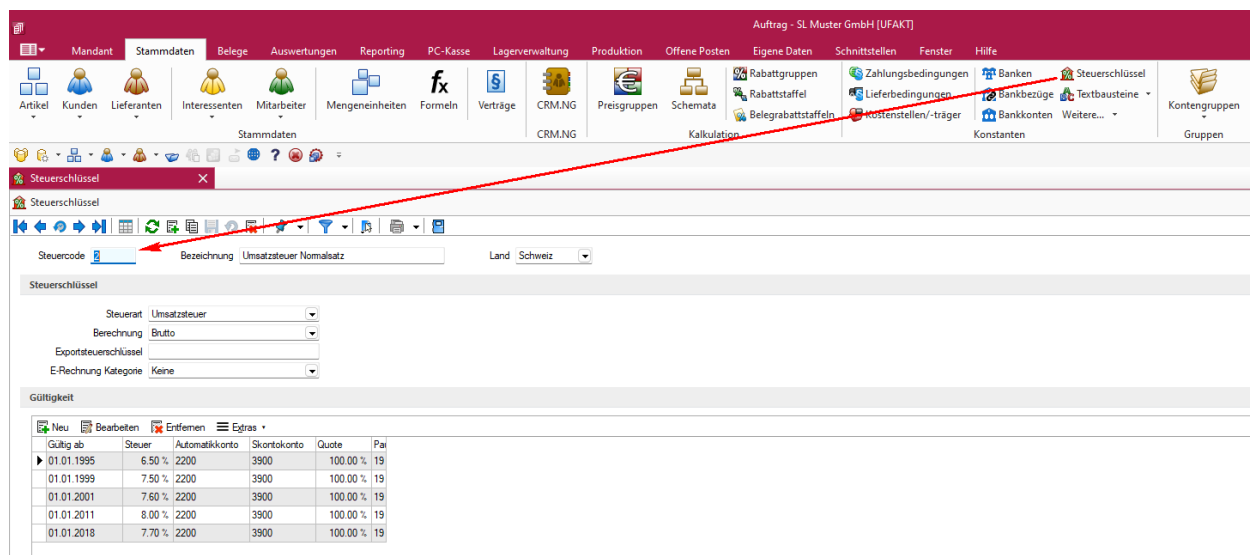 Auftrag - SL Muster GmbH [UFAKT]
Mandant Stammdaten Belege Auswertungen Reporting PC-Kasse Lagerverwaltung Produktion Offene Posten Eigene Daten Schnittstellen Fenster Hilfe
Rabattgruppen Zahlungsbedingungen Banken Steuerschlüssel
Rabattstaffel Lieferbedingungen Bankbezüge Textbausteine
Artikel Kunden Lieferanten Interessenten Mitarbeiter Mengeneinheiten Formeln Verträge CRM.NG Preisgruppen Schemata Kontengruppen
Belegrabattstaffeln Kostenstellen/-träger Bankkonten Weitere...
Stammdaten CRM.NG Kalkulation Konstanten Gruppen
Steuerschlüssel
Steuerschlüssel
Steuercode 2 Bezeichnung Umsatzsteuer Normalsatz Land Schweiz
Steuerschlüssel
Steuerart Umsatzsteuer
Berechnung Brutto
Exportsteuerschlüssel
E-Rechnung Kategorie Keine
Gültigkeit
Neu Bearbeiten Entfernen Extras
Gültig ab Steuer Automatikkonto Skontokonto Quote
01.01.1995 6.50 % 2200 3900 100.00 % 19
01.01.1999 7.50 % 2200 3900 100.00 % 19
01.01.2001 7.60 % 2200 3900 100.00 % 19
01.01.2011 8.00 % 2200 3900 100.00 % 19
01.01.2018 7.70 % 2200 3900 100.00 % 19